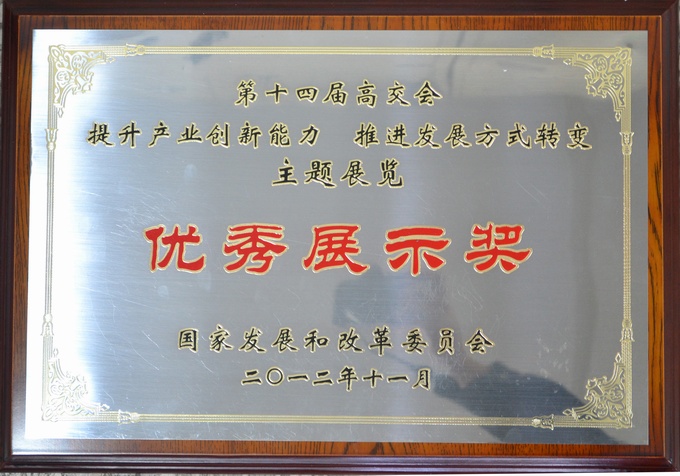 第十四届高交会
提升产业创新能力 推进发展方式转变
主题展览
优秀展示奖
国家发展和改革委员会
二〇一二年十一月